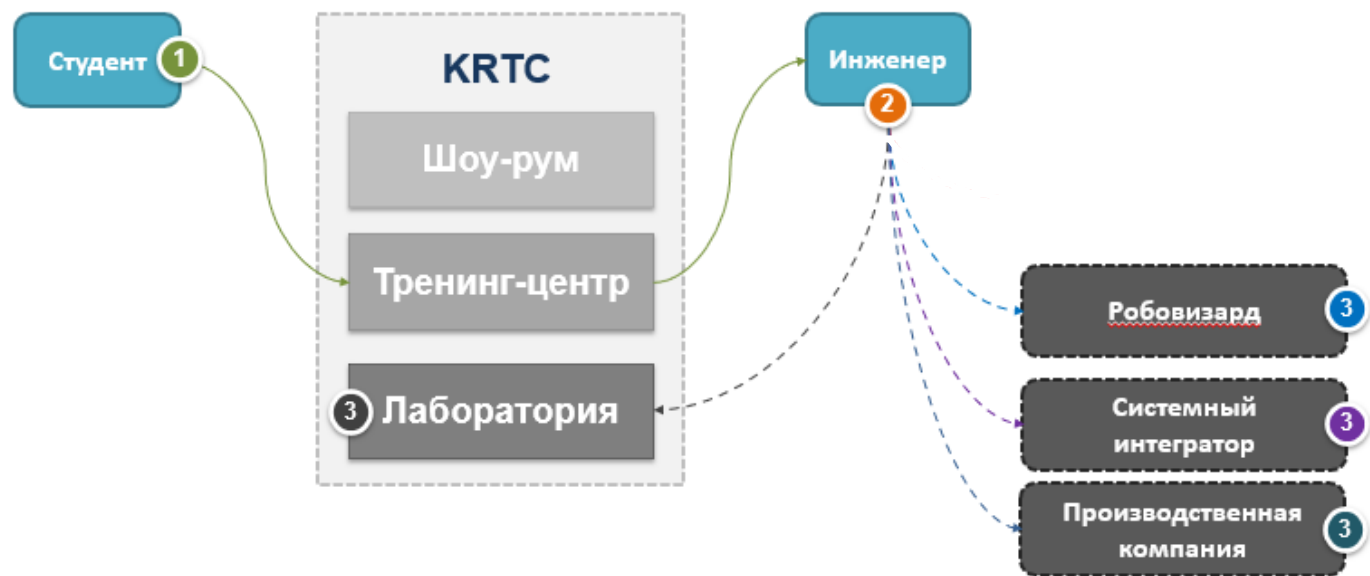 Студент
1
KRTC
Шоу-рум
Тренинг-центр
3
Лаборатория
Инженер
2
Робовизард
3
Системный
интегратор
3
Производственная
компания
3